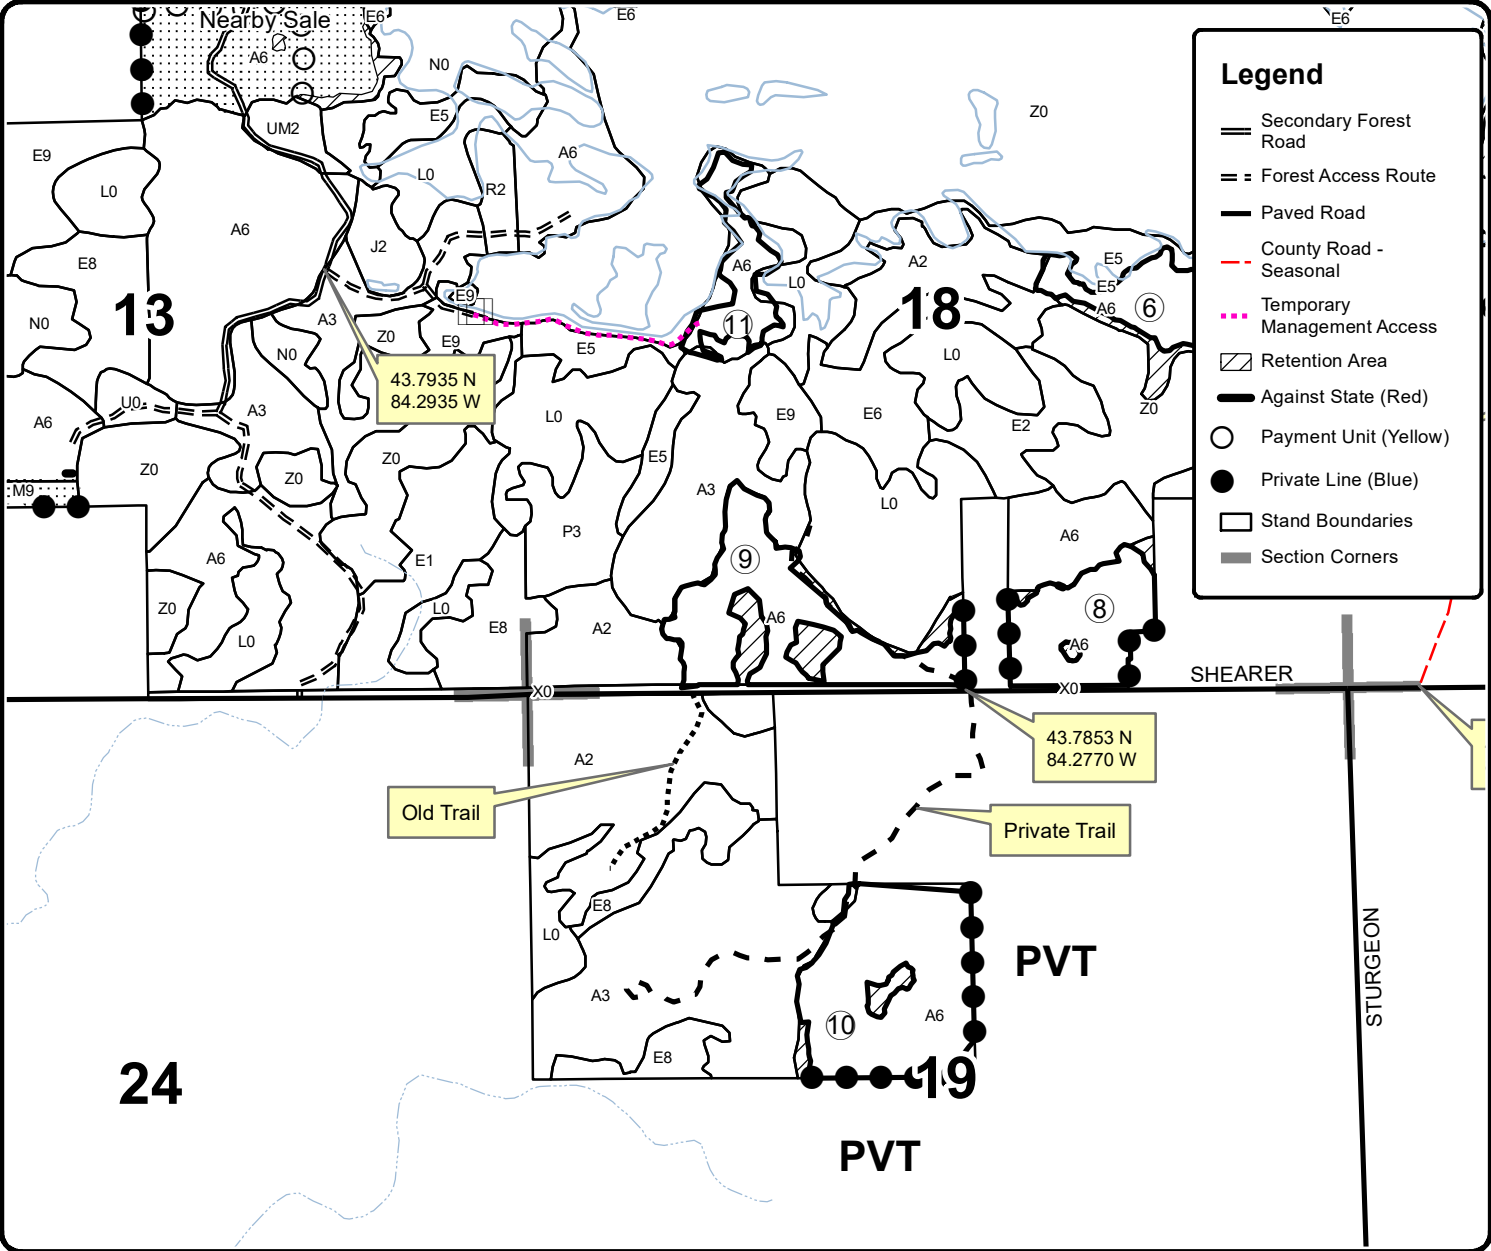 Nearby Sale
E6
E6
E6
A6
N0
Z0
E5
UM2
A6
E9
L0
L0
R2
A6
J2
E8
A6
A2
E5
L0
E9
E5
A6
13
18
6
N0
A3
Z0
11
E9
E5
N0
L0
43.7935 N
84.2935 W
U0
A3
L0
E9
E6
Z0
A6
E2
Z0
Z0
Z0
E5
M9
A3
L0
P3
A6
A6
E1
9
Z0
L0
8
A6
L0
E8
A2
A6
SHEARER
X0
X0
43.7853 N
84.2770 W
A2
Old Trail
Private Trail
E8
L0
PVT
A3
10
A6
STURGEON
E8
24
19
PVT
Legend
Secondary Forest
Road
Forest Access Route
Paved Road
County Road -
Seasonal
Temporary
Management Access
Retention Area
Against State (Red)
Payment Unit (Yellow)
Private Line (Blue)
Stand Boundaries
Section Corners